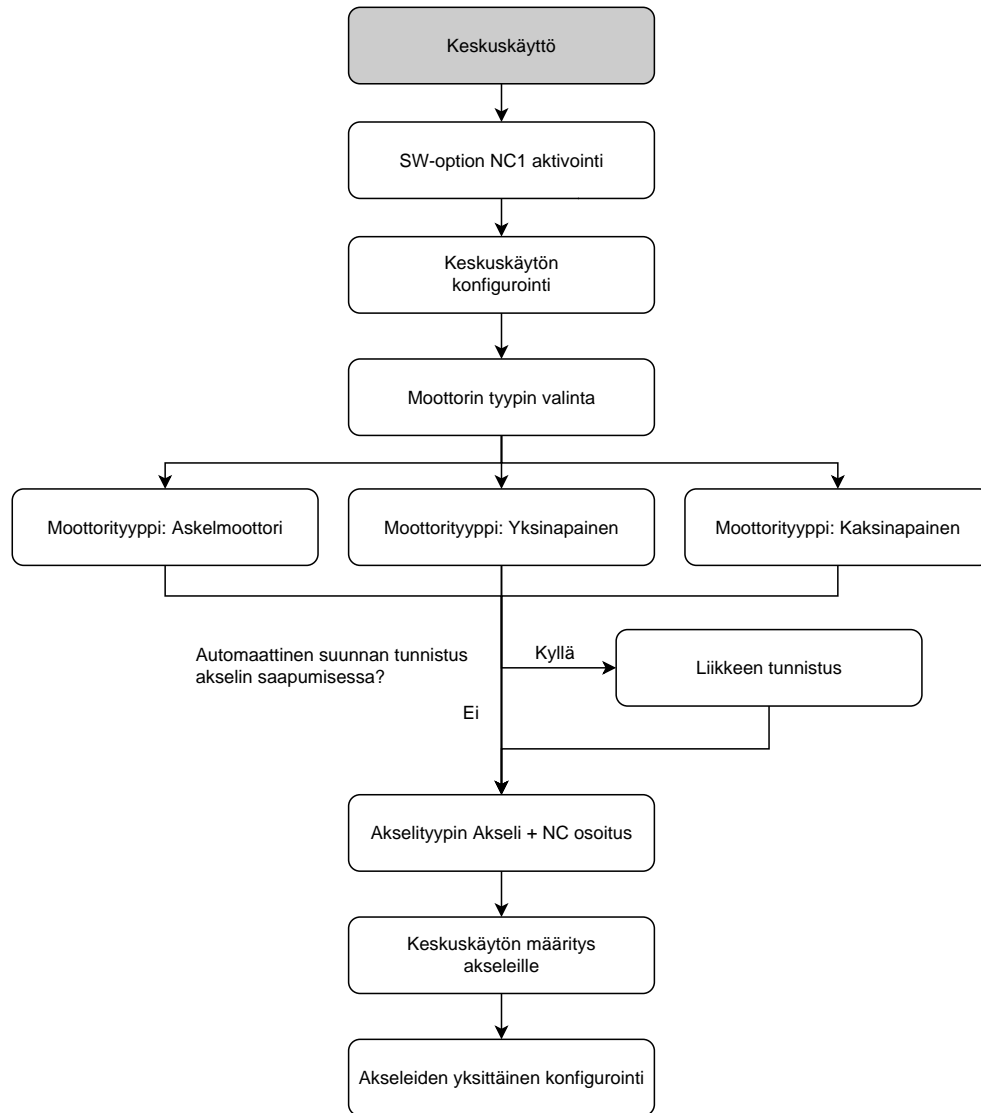 Keskuskäyttö
SW-option NC1 aktivointi
Keskuskäytön
konfigurointi
Moottorin tyypin valinta
Moottorityyppi: Askelmoottori
Moottorityyppi: Yksinapainen
Moottorityyppi: Kaksinapainen
Automaattinen suunnan tunnistus
akselin saapumisessa?
Kyllä
Liikkeen tunnistus
Ei
Akselityypin Akseli + NC osoitus
Keskuskäytön määritys
akseleille
Akseleiden yksittäinen konfigurointi